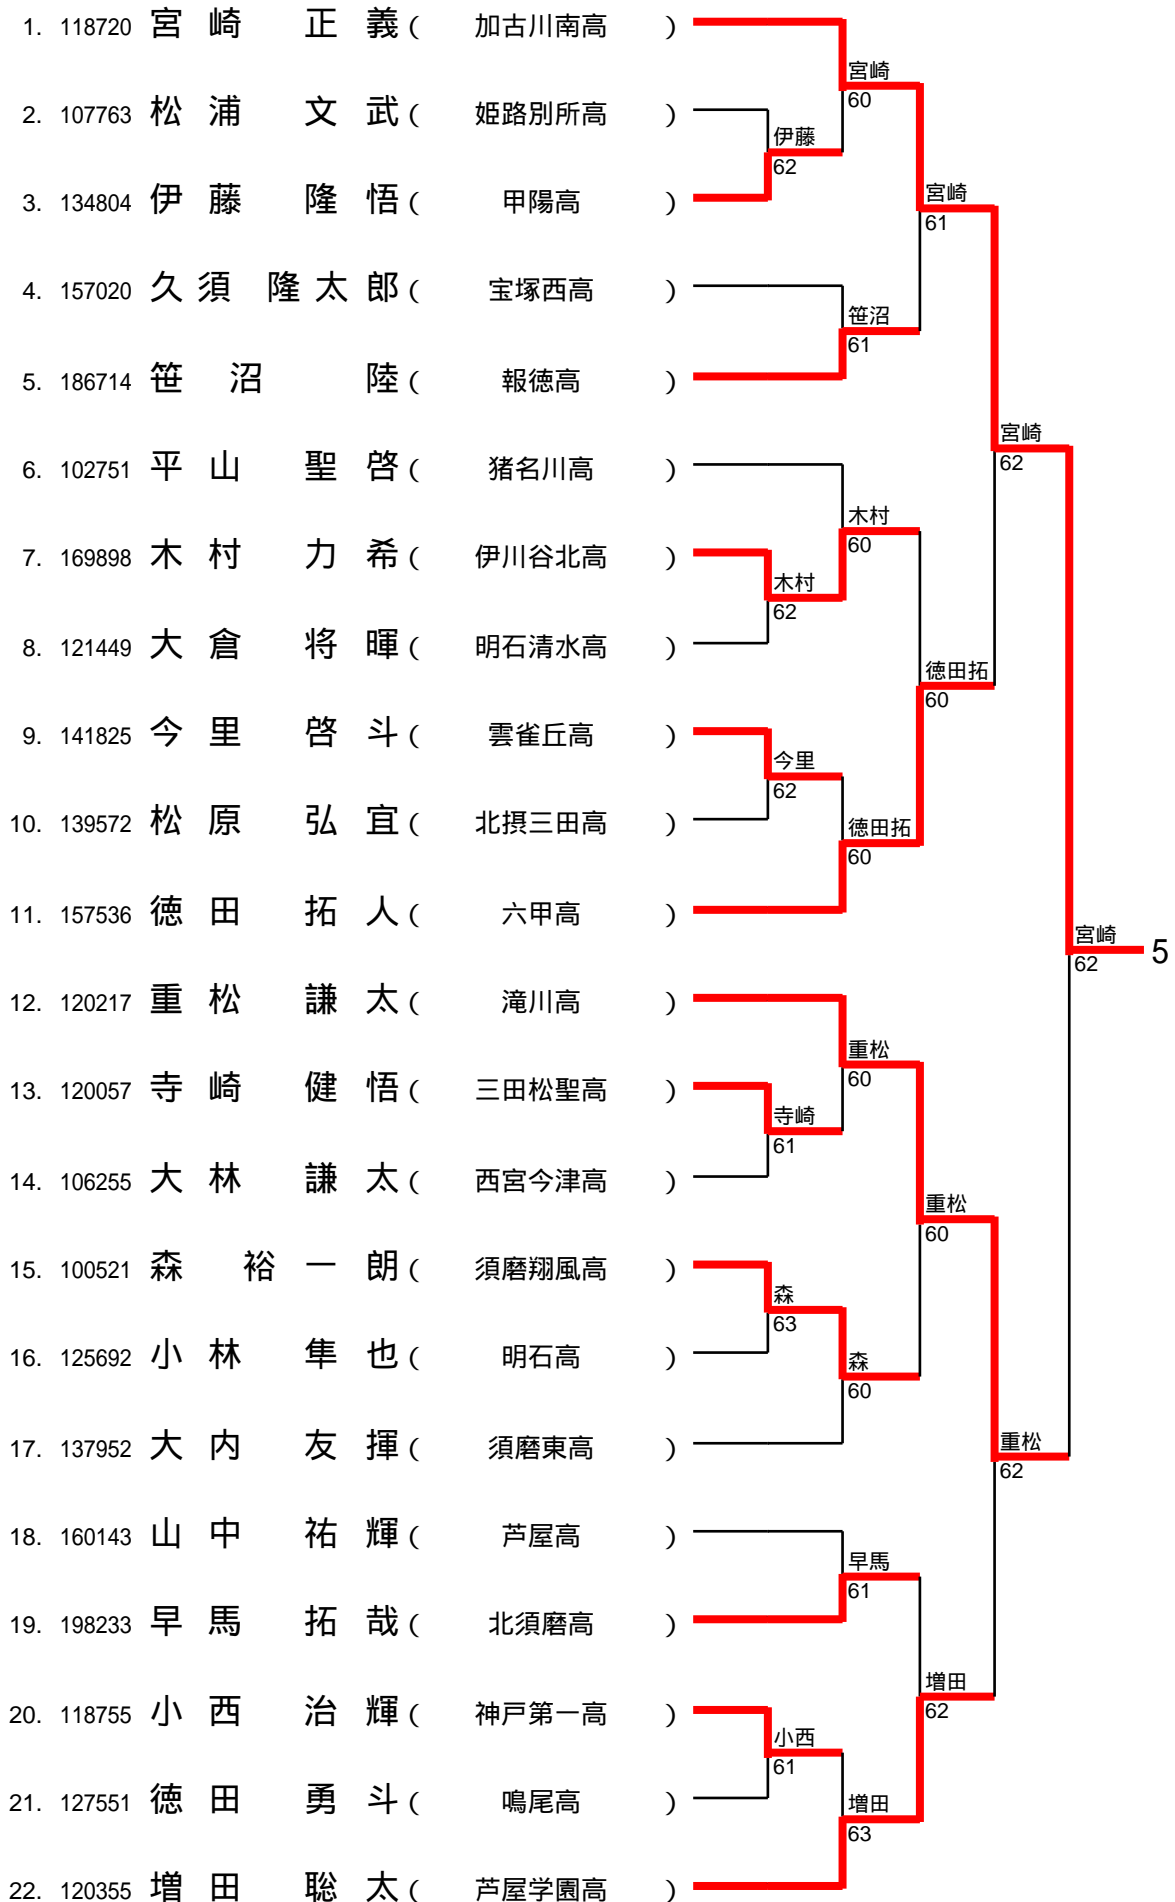 1. 118720 宮崎 正義 ( 加古川南高 )
宮崎
60
2. 107763 松浦 文武 ( 姫路別所高 )
伊藤
62
3. 134804 伊藤 隆悟 ( 甲陽高 )
宮崎
61
4. 157020 久須 隆太郎 ( 宝塚西高 )
笹沼
61
5. 186714 笹沼 陸 ( 報徳高 )
宮崎
62
6. 102751 平山 聖啓 ( 猪名川高 )
木村
60
7. 169898 木村 力希 ( 伊川谷北高 )
木村
62
8. 121449 大倉 将暉 ( 明石清水高 )
徳田拓
60
9. 141825 今里 啓斗 ( 雲雀丘高 )
今里
62
10. 139572 松原 弘宜 ( 北摂三田高 )
徳田拓
60
11. 157536 徳田 拓人 ( 六甲高 )
宮崎 5
62
12. 120217 重松 謙太 ( 滝川高 )
重松
60
13. 120057 寺崎 健悟 ( 三田松聖高 )
寺崎
61
14. 106255 大林 謙太 ( 西宮今津高 )
重松
60
15. 100521 森 裕一朗 ( 須磨翔風高 )
森
63
16. 125692 小林 隼也 ( 明石高 )
森
60
17. 137952 大内 友揮 ( 須磨東高 )
重松
62
18. 160143 山中 祐輝 ( 芦屋高 )
早馬
61
19. 198233 早馬 拓哉 ( 北須磨高 )
増田
62
20. 118755 小西 治輝 ( 神戸第一高 )
小西
61
21. 127551 徳田 勇斗 ( 鳴尾高 )
増田
63
22. 120355 増田 聡太 ( 芦屋学園高 )